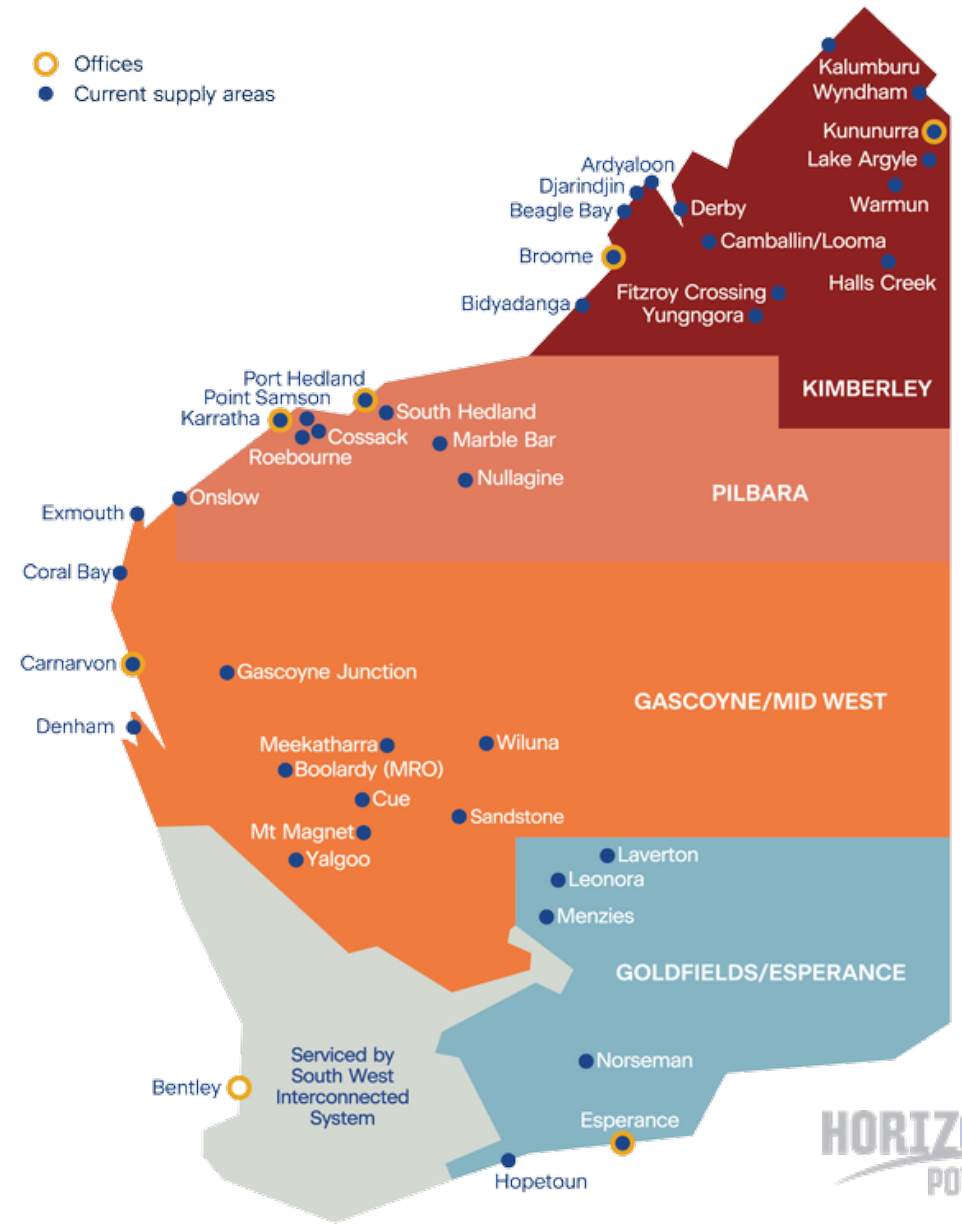 Offices
Current supply areas
Kalumburu
Wyndham
Kununurra
Lake Argyle
Warmun
Ardyaloon
Djarindjin
Beagle Bay
Derby
Camballin/Looma
Broome
Halls Creek
Fitzroy Crossing
Bidyadanga
Yungngora
KIMBERLEY
Port Hedland
Point Samson
Karratha
South Hedland
Cossack
Marble Bar
Roebourne
Nullagine
PILBARA
Onslow
Exmouth
Coral Bay
Carnarvon
Gascoyne Junction
GASCOYNE/MID WEST
Denham
Meekatharra
Wiluna
Boolardy (MRO)
Cue
Sandstone
Mt Magnet
Yalgoo
Laverton
Leonora
Menzies
GOLDFIELDS/ESPERANCE
Serviced by
South West
Interconnected
System
Norseman
Bentley
Esperance
Hopetoun